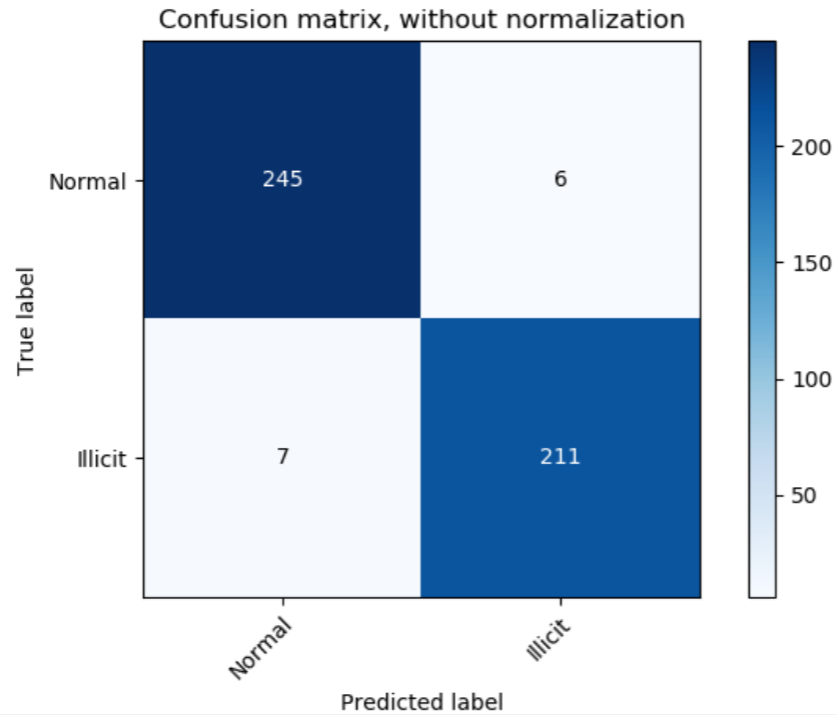 Confusion matrix, without normalization
Normal
245
6
200
150
True label
100
Illicit
7
211
50
Normal
Illicit
Predicted label